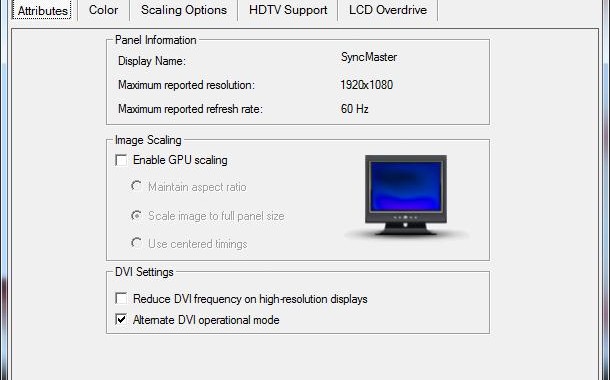 Attributes
Color
Scaling Options
HDTV Support
LCD Overdrive
Panel Information
Display Name: SyncMaster
Maximum reported resolution: 1920x1080
Maximum reported refresh rate: 60 Hz
Image Scaling
Enable GPU scaling
Maintain aspect ratio
Scale image to full panel size
Use centered timings
DVI Settings
Reduce DVI frequency on high-resolution displays
Alternate DVI operational mode